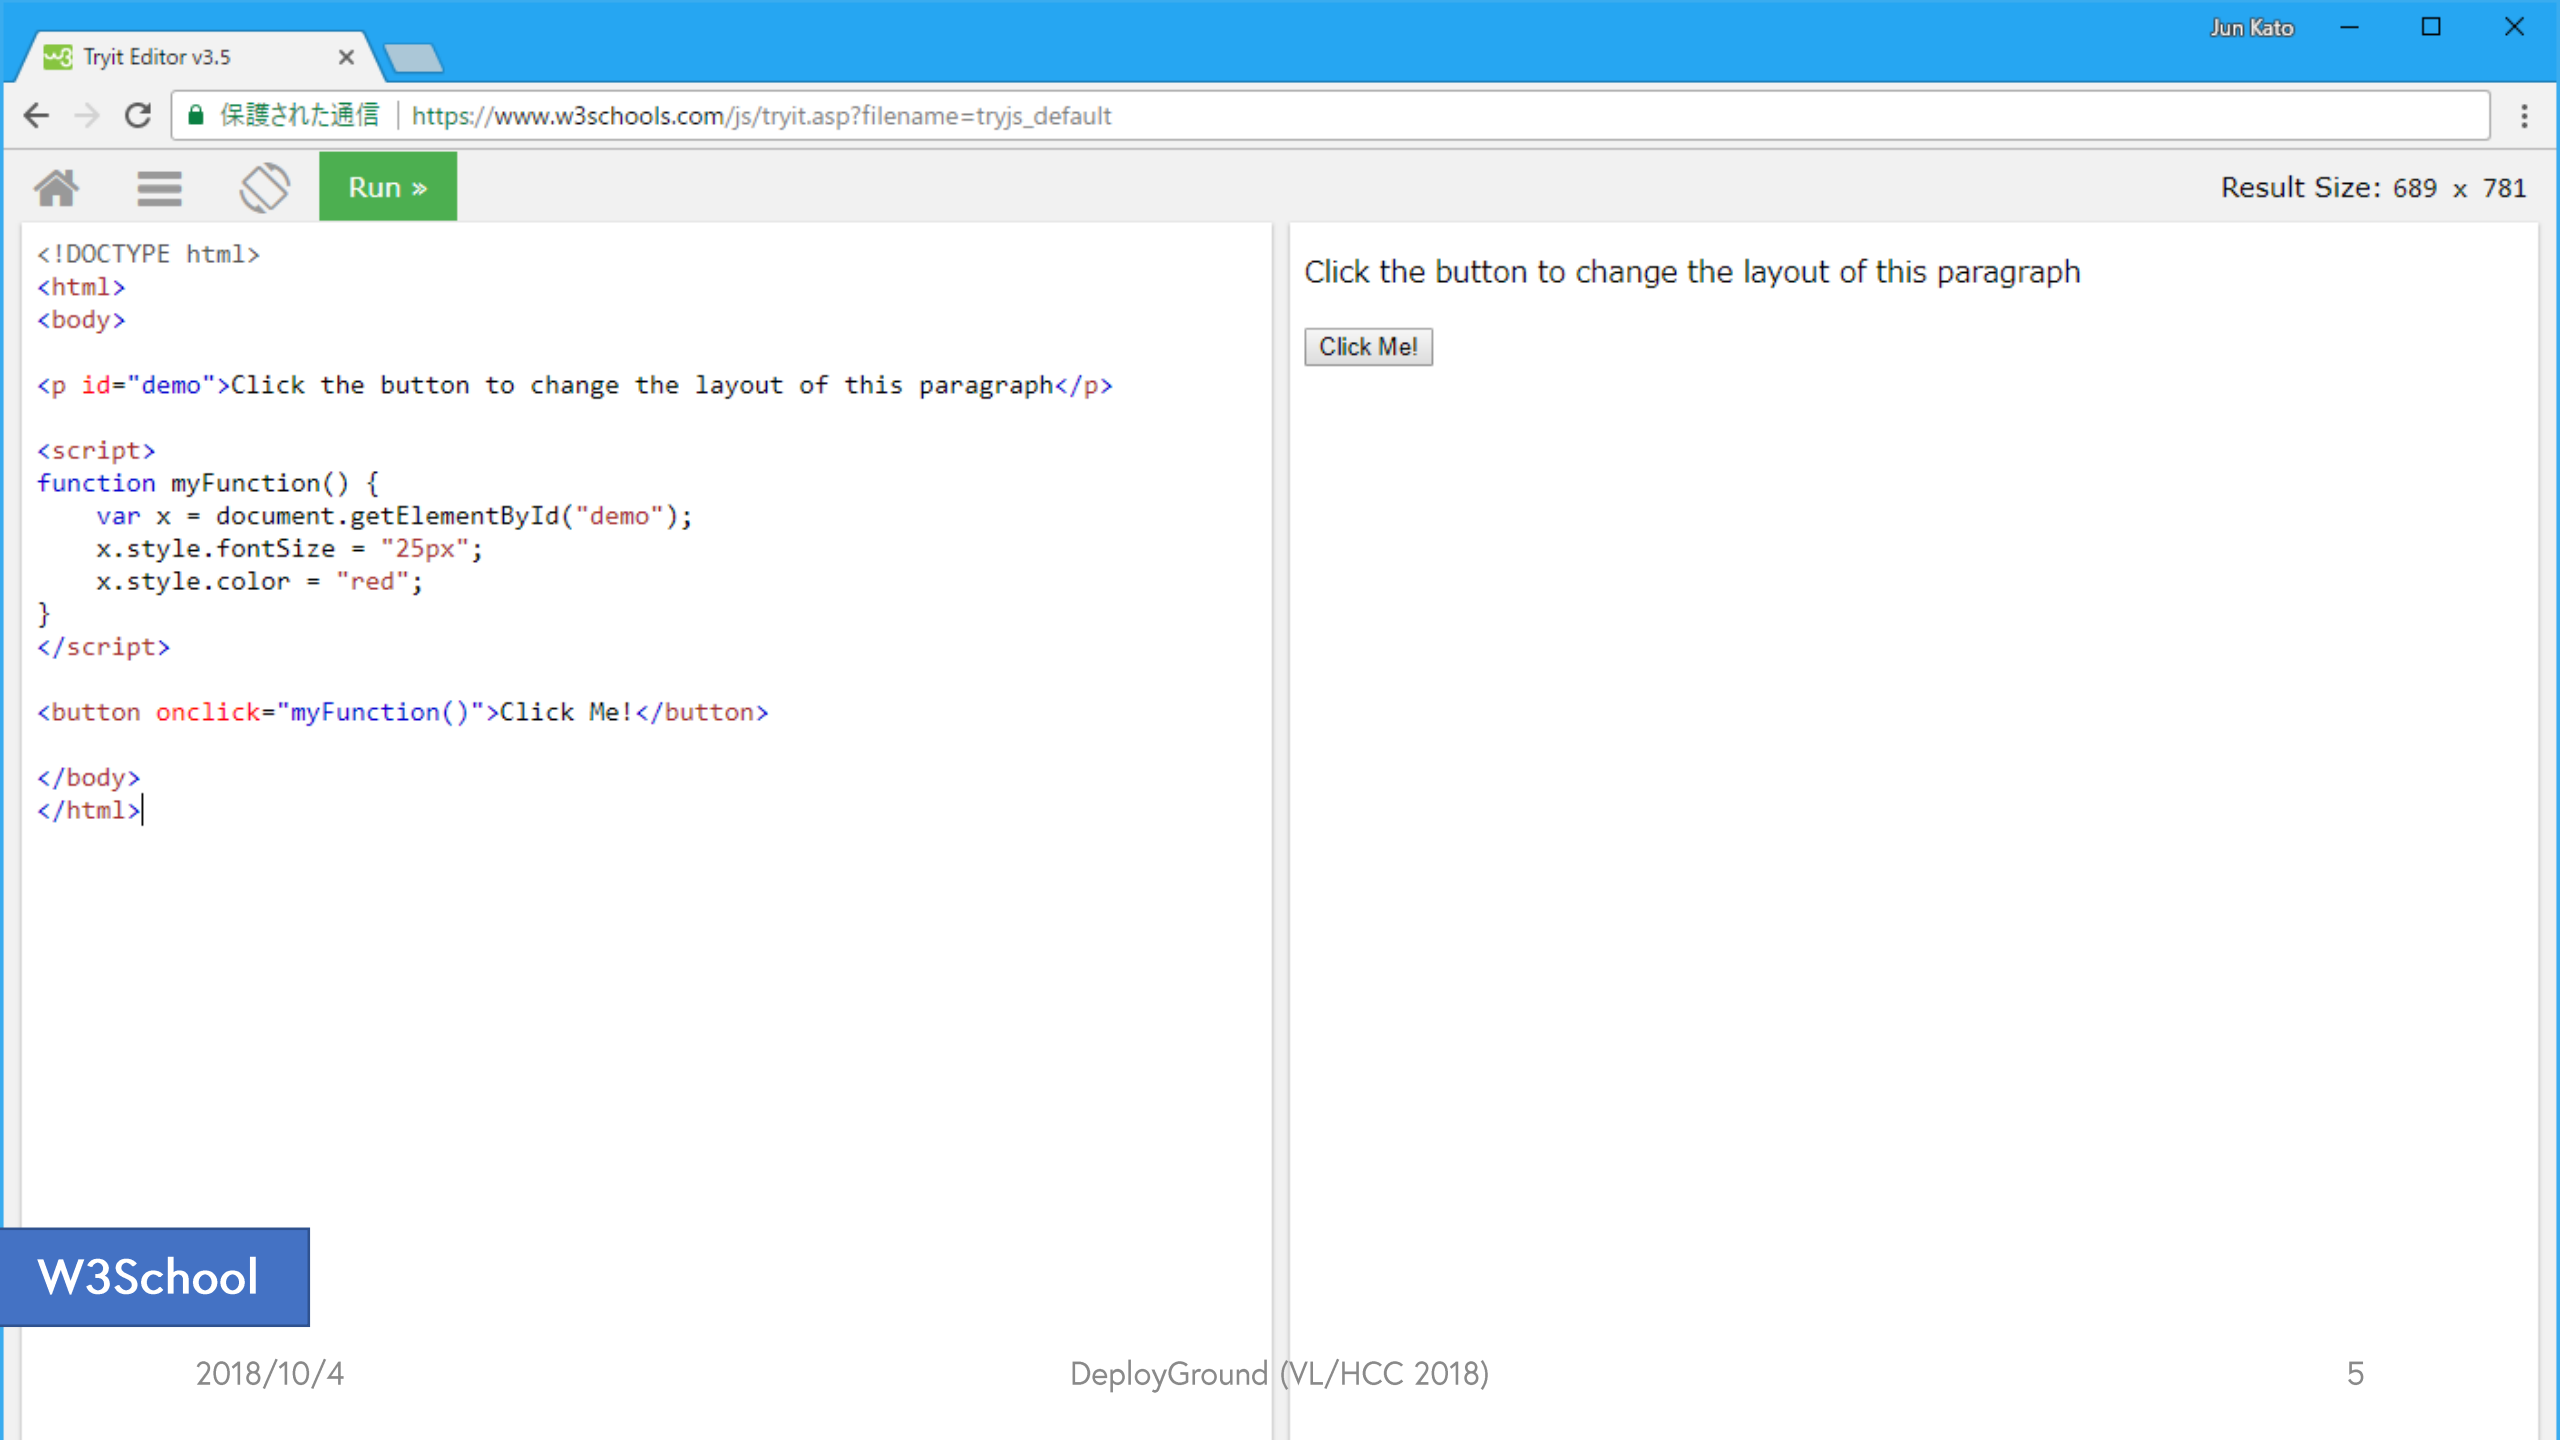 Jun Kato
Tryit Editor v3.5
保護された通信 https://www.w3schools.com/js/tryit.asp?filename=tryjs_default
Run »
Result Size: 689 x 781
<!DOCTYPE html>
<html>
<body>
<p id="demo">Click the button to change the layout of this paragraph</p>
<script>
function myFunction() {
    var x = document.getElementById("demo");
    x.style.fontSize = "25px";
    x.style.color = "red";
}
</script>
<button onclick="myFunction()">Click Me!</button>
</body>
</html>
Click the button to change the layout of this paragraph
Click Me!
W3School
2018/10/4
DeployGround (VL/HCC 2018)
5